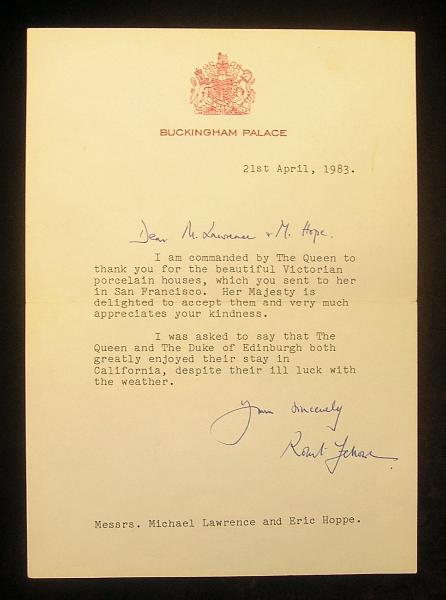 BUCKINGHAM PALACE
21st April, 1983.
Dear M. Lawrence & M. Hope.
I am commanded by The Queen to
thank you for the beautiful Victorian
porcelain houses, which you sent to her
in San Francisco. Her Majesty is
delighted to accept them and very much
appreciates your kindness.
I was asked to say that The
Queen and The Duke of Edinburgh both
greatly enjoyed their stay in
California, despite their ill luck with
the weather.
Yours sincerely
Robert
Messrs. Michael Lawrence and Eric Hoppe.